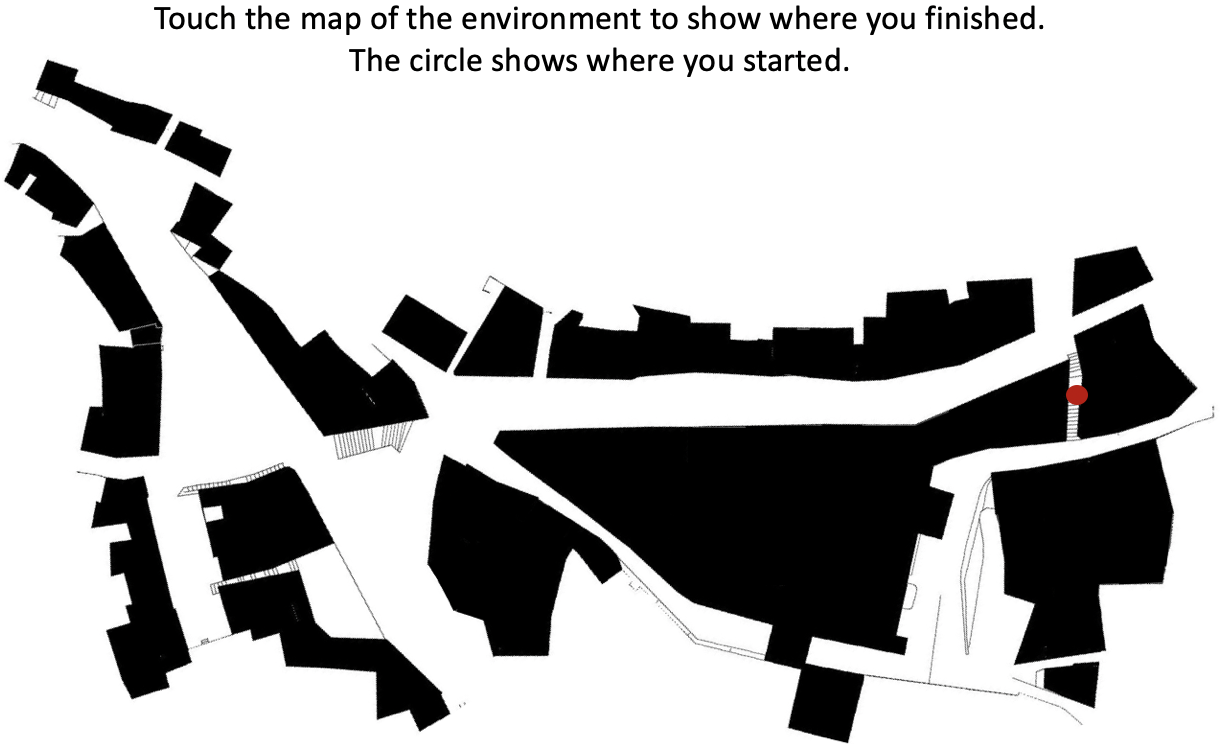 Touch the map of the environment to show where you finished.
The circle shows where you started.